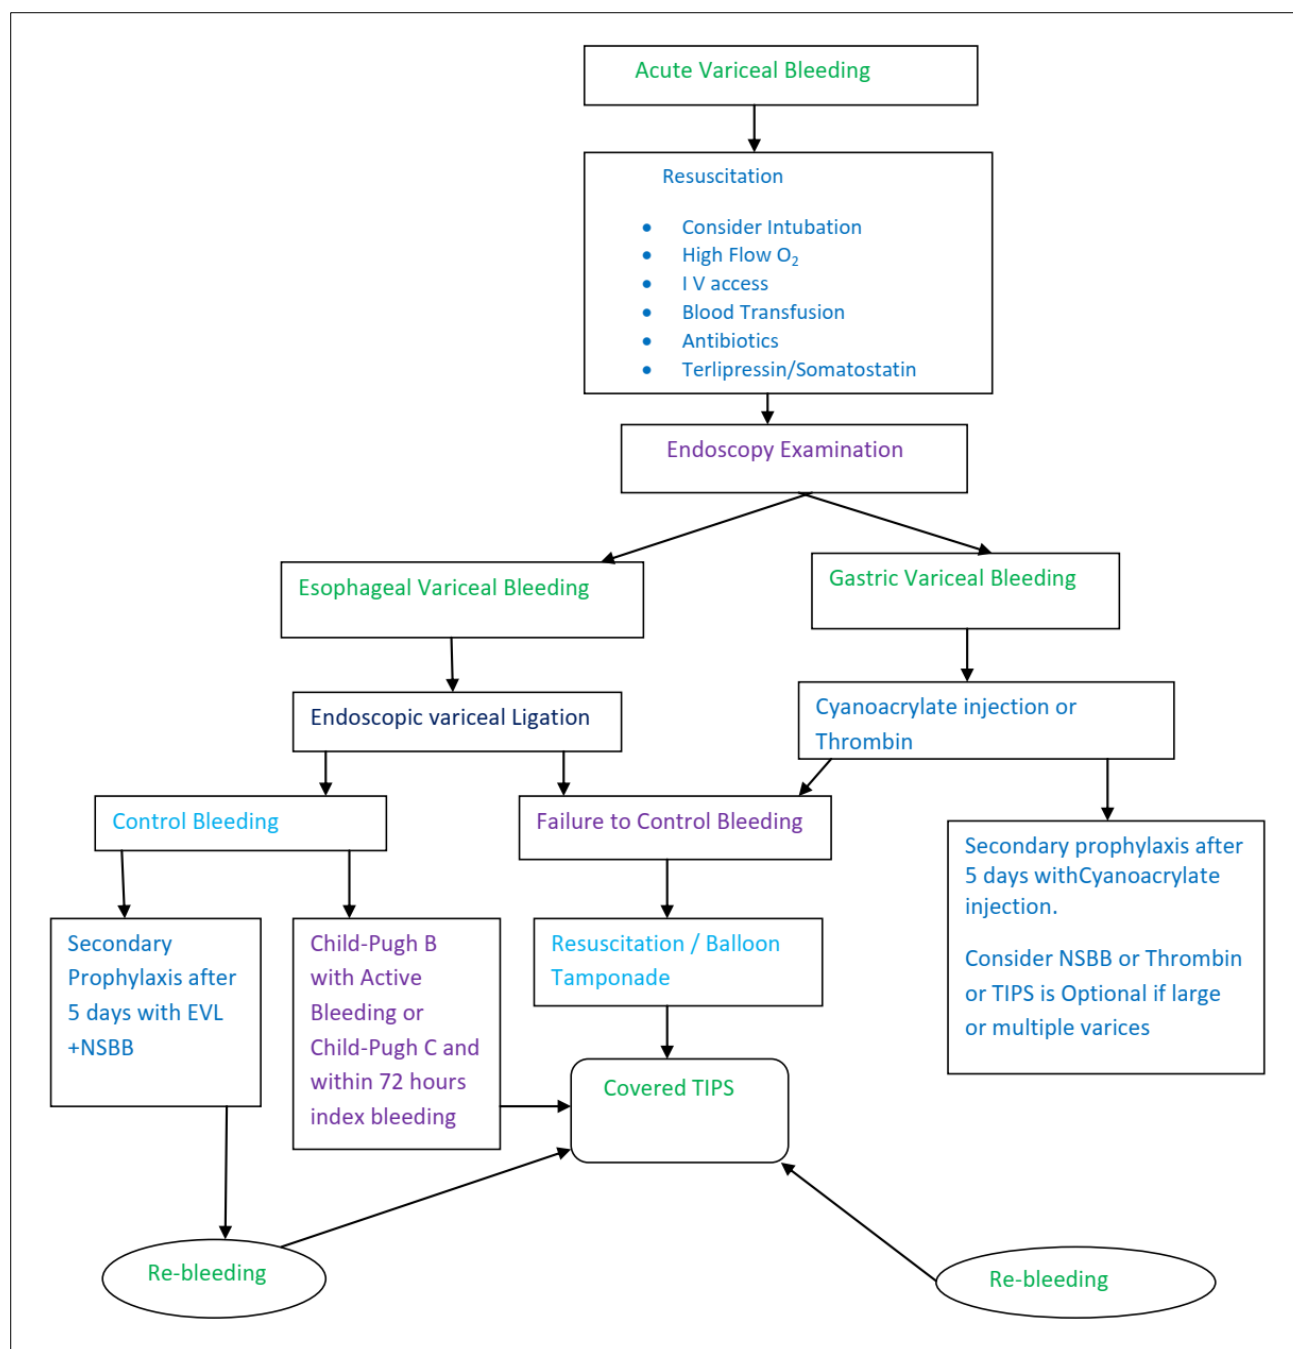 Acute Variceal Bleeding
Resuscitation
• Consider Intubation
• High Flow O₂
• I V access
• Blood Transfusion
• Antibiotics
• Terlipressin/Somatostatin
Endoscopy Examination
Esophageal Variceal Bleeding
Gastric Variceal Bleeding
Endoscopic variceal Ligation
Cyanoacrylate injection or
Thrombin
Control Bleeding
Failure to Control Bleeding
Secondary prophylaxis after
5 days withCyanoacrylate
injection.
Consider NSBB or Thrombin
or TIPS is Optional if large
or multiple varices
Secondary
Prophylaxis after
5 days with EVL
+NSBB
Child-Pugh B
with Active
Bleeding or
Child-Pugh C and
within 72 hours
index bleeding
Resuscitation / Balloon
Tamponade
Covered TIPS
Re-bleeding
Re-bleeding